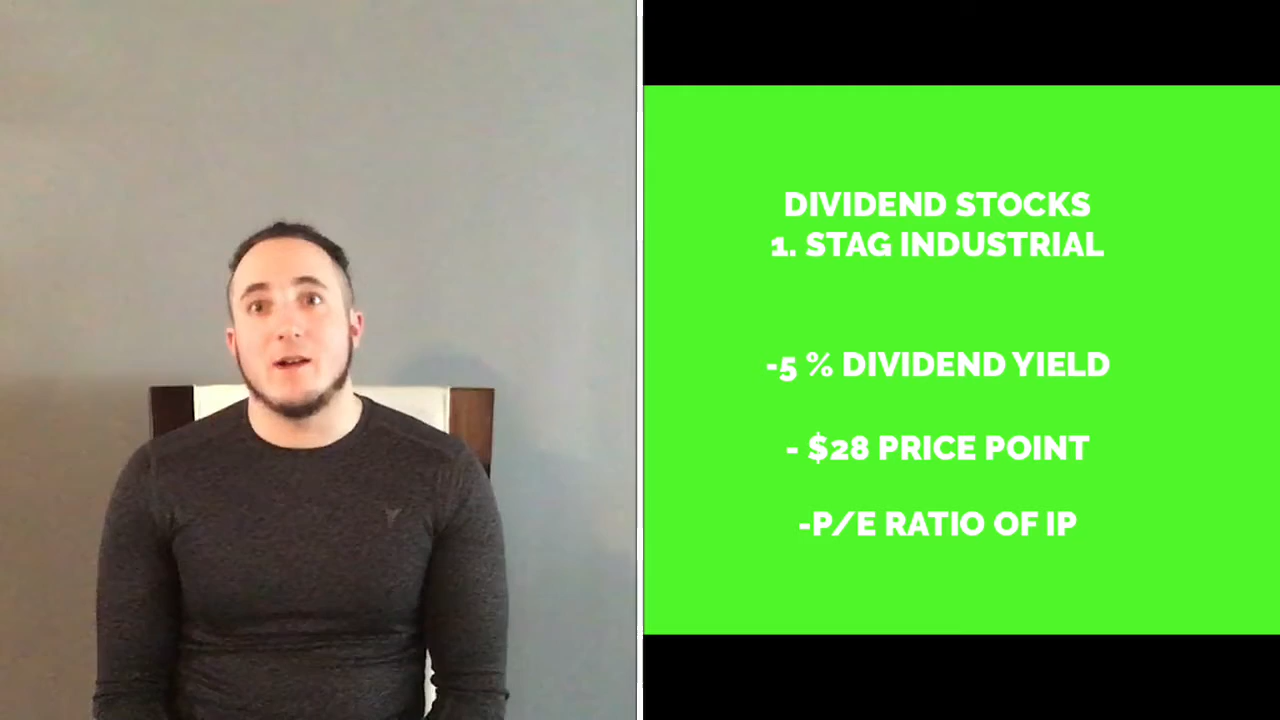 DIVIDEND STOCKS
1. STAG INDUSTRIAL
-5 % DIVIDEND YIELD
- $28 PRICE POINT
-P/E RATIO OF IP